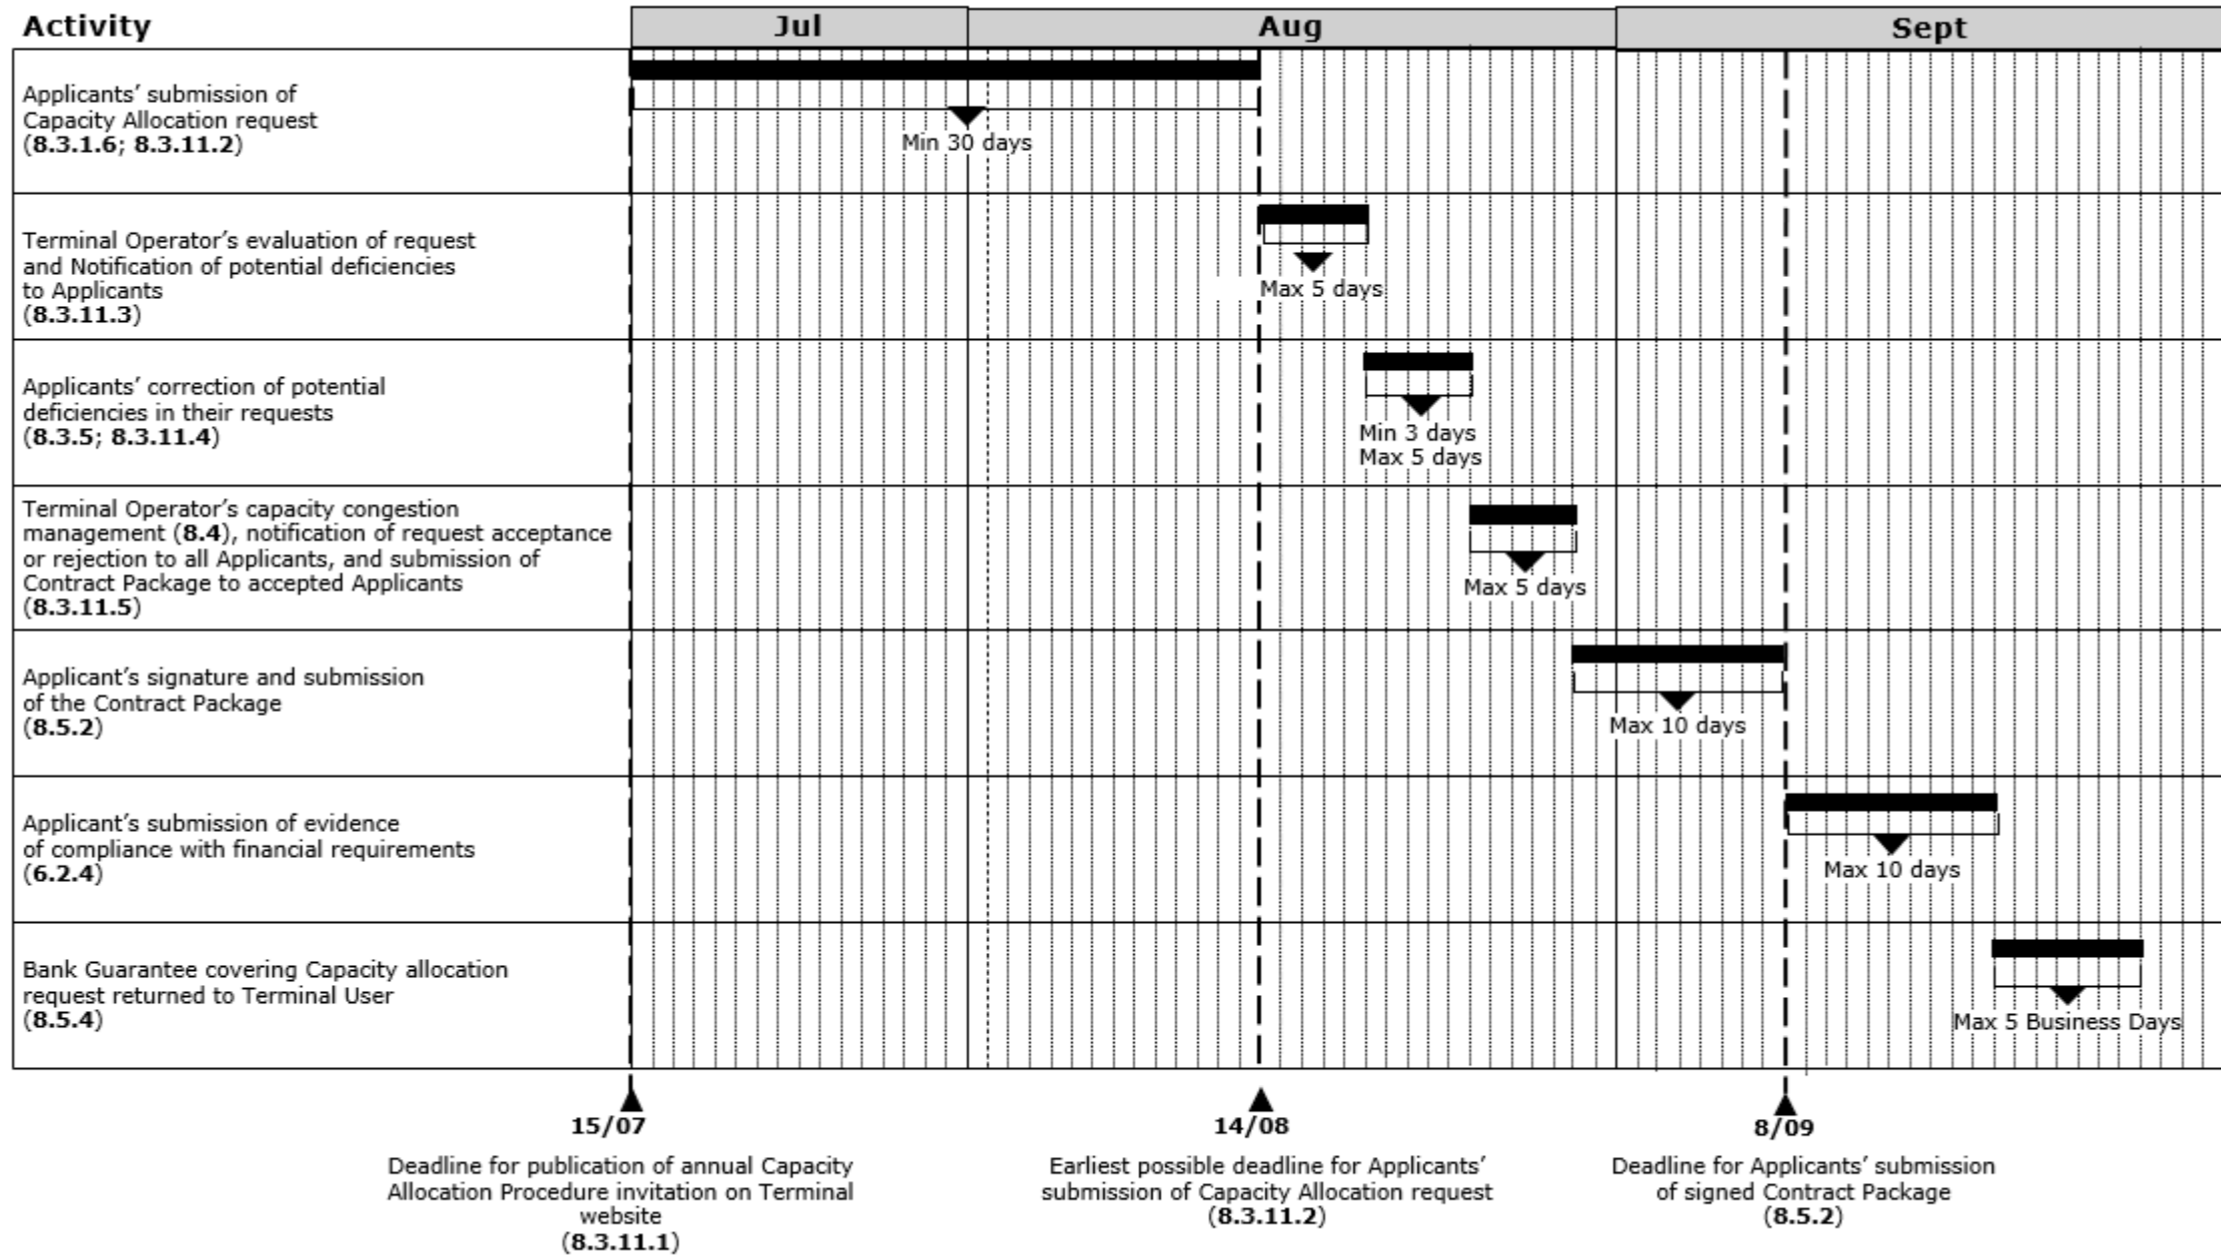 Activity
Jul
Aug
Sept
Applicants’ submission of
Capacity Allocation request
(8.3.1.6; 8.3.11.2)
Min 30 days
Terminal Operator’s evaluation of request
and Notification of potential deficiencies
to Applicants
(8.3.11.3)
Max 5 days
Applicants’ correction of potential
deficiencies in their requests
(8.3.5; 8.3.11.4)
Min 3 days
Max 5 days
Terminal Operator’s capacity congestion
management (8.4), notification of request acceptance
or rejection to all Applicants, and submission of
Contract Package to accepted Applicants
(8.3.11.5)
Max 5 days
Applicant’s signature and submission
of the Contract Package
(8.5.2)
Max 10 days
Applicant’s submission of evidence
of compliance with financial requirements
(6.2.4)
Max 10 days
Bank Guarantee covering Capacity allocation
request returned to Terminal User
(8.5.4)
Max 5 Business Days
15/07
Deadline for publication of annual Capacity
Allocation Procedure invitation on Terminal
website
(8.3.11.1)
14/08
Earliest possible deadline for Applicants’
submission of Capacity Allocation request
(8.3.11.2)
8/09
Deadline for Applicants’ submission
of signed Contract Package
(8.5.2)